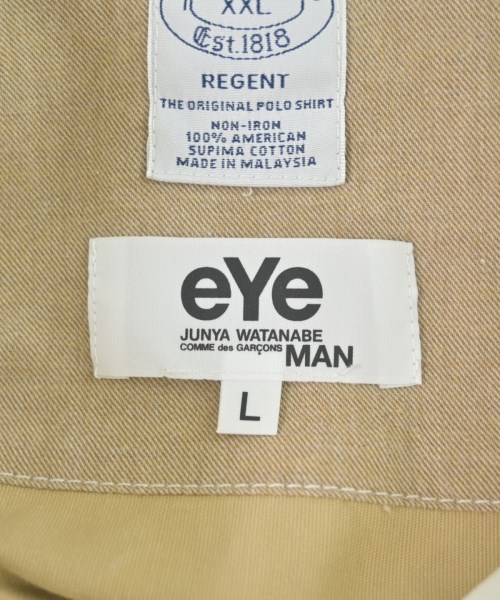 XXL
Est.1818
REGENT
THE ORIGINAL POLO SHIRT
NON-IRON
100% AMERICAN
SUPIMA COTTON
MADE IN MALAYSIA
eYe
JUNYA WATANABE
COMME des GARÇONS MAN
L